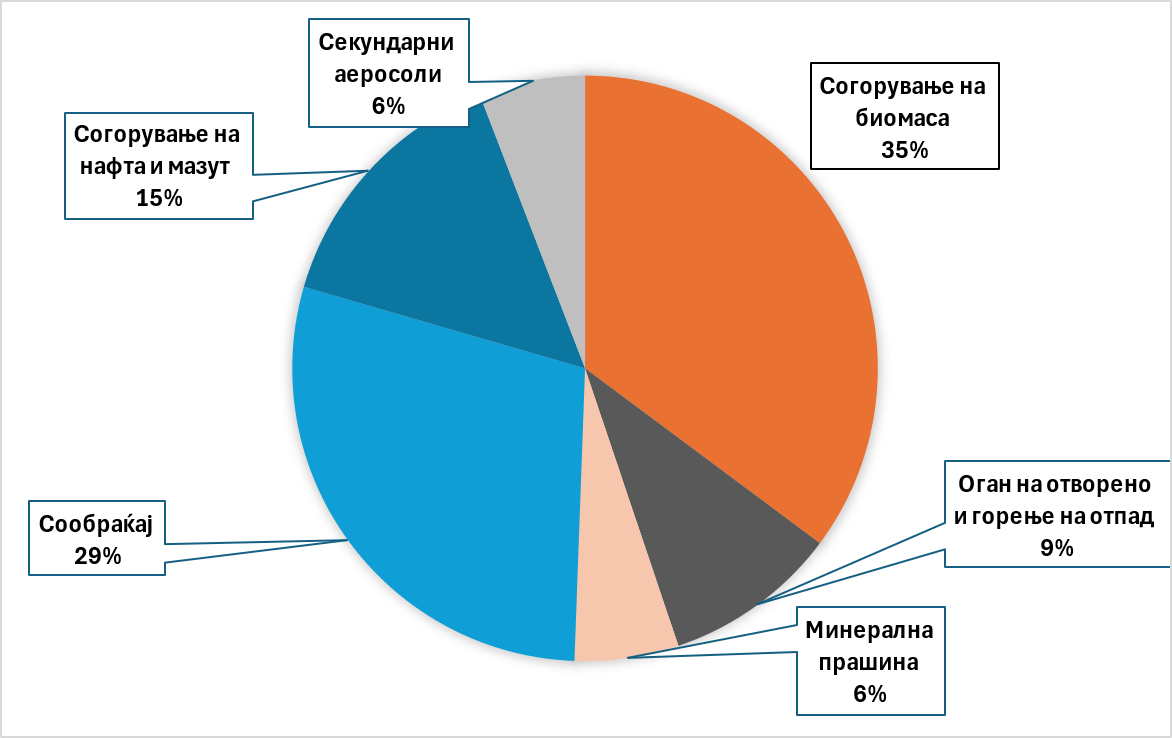 Секундарни
аеросоли
6%
Согорување на
биомаса
35%
Согорување на
нафта и мазут
15%
Оган на отворено
и горење на отпад
9%
Сообраќај
29%
Минерална
прашина
6%